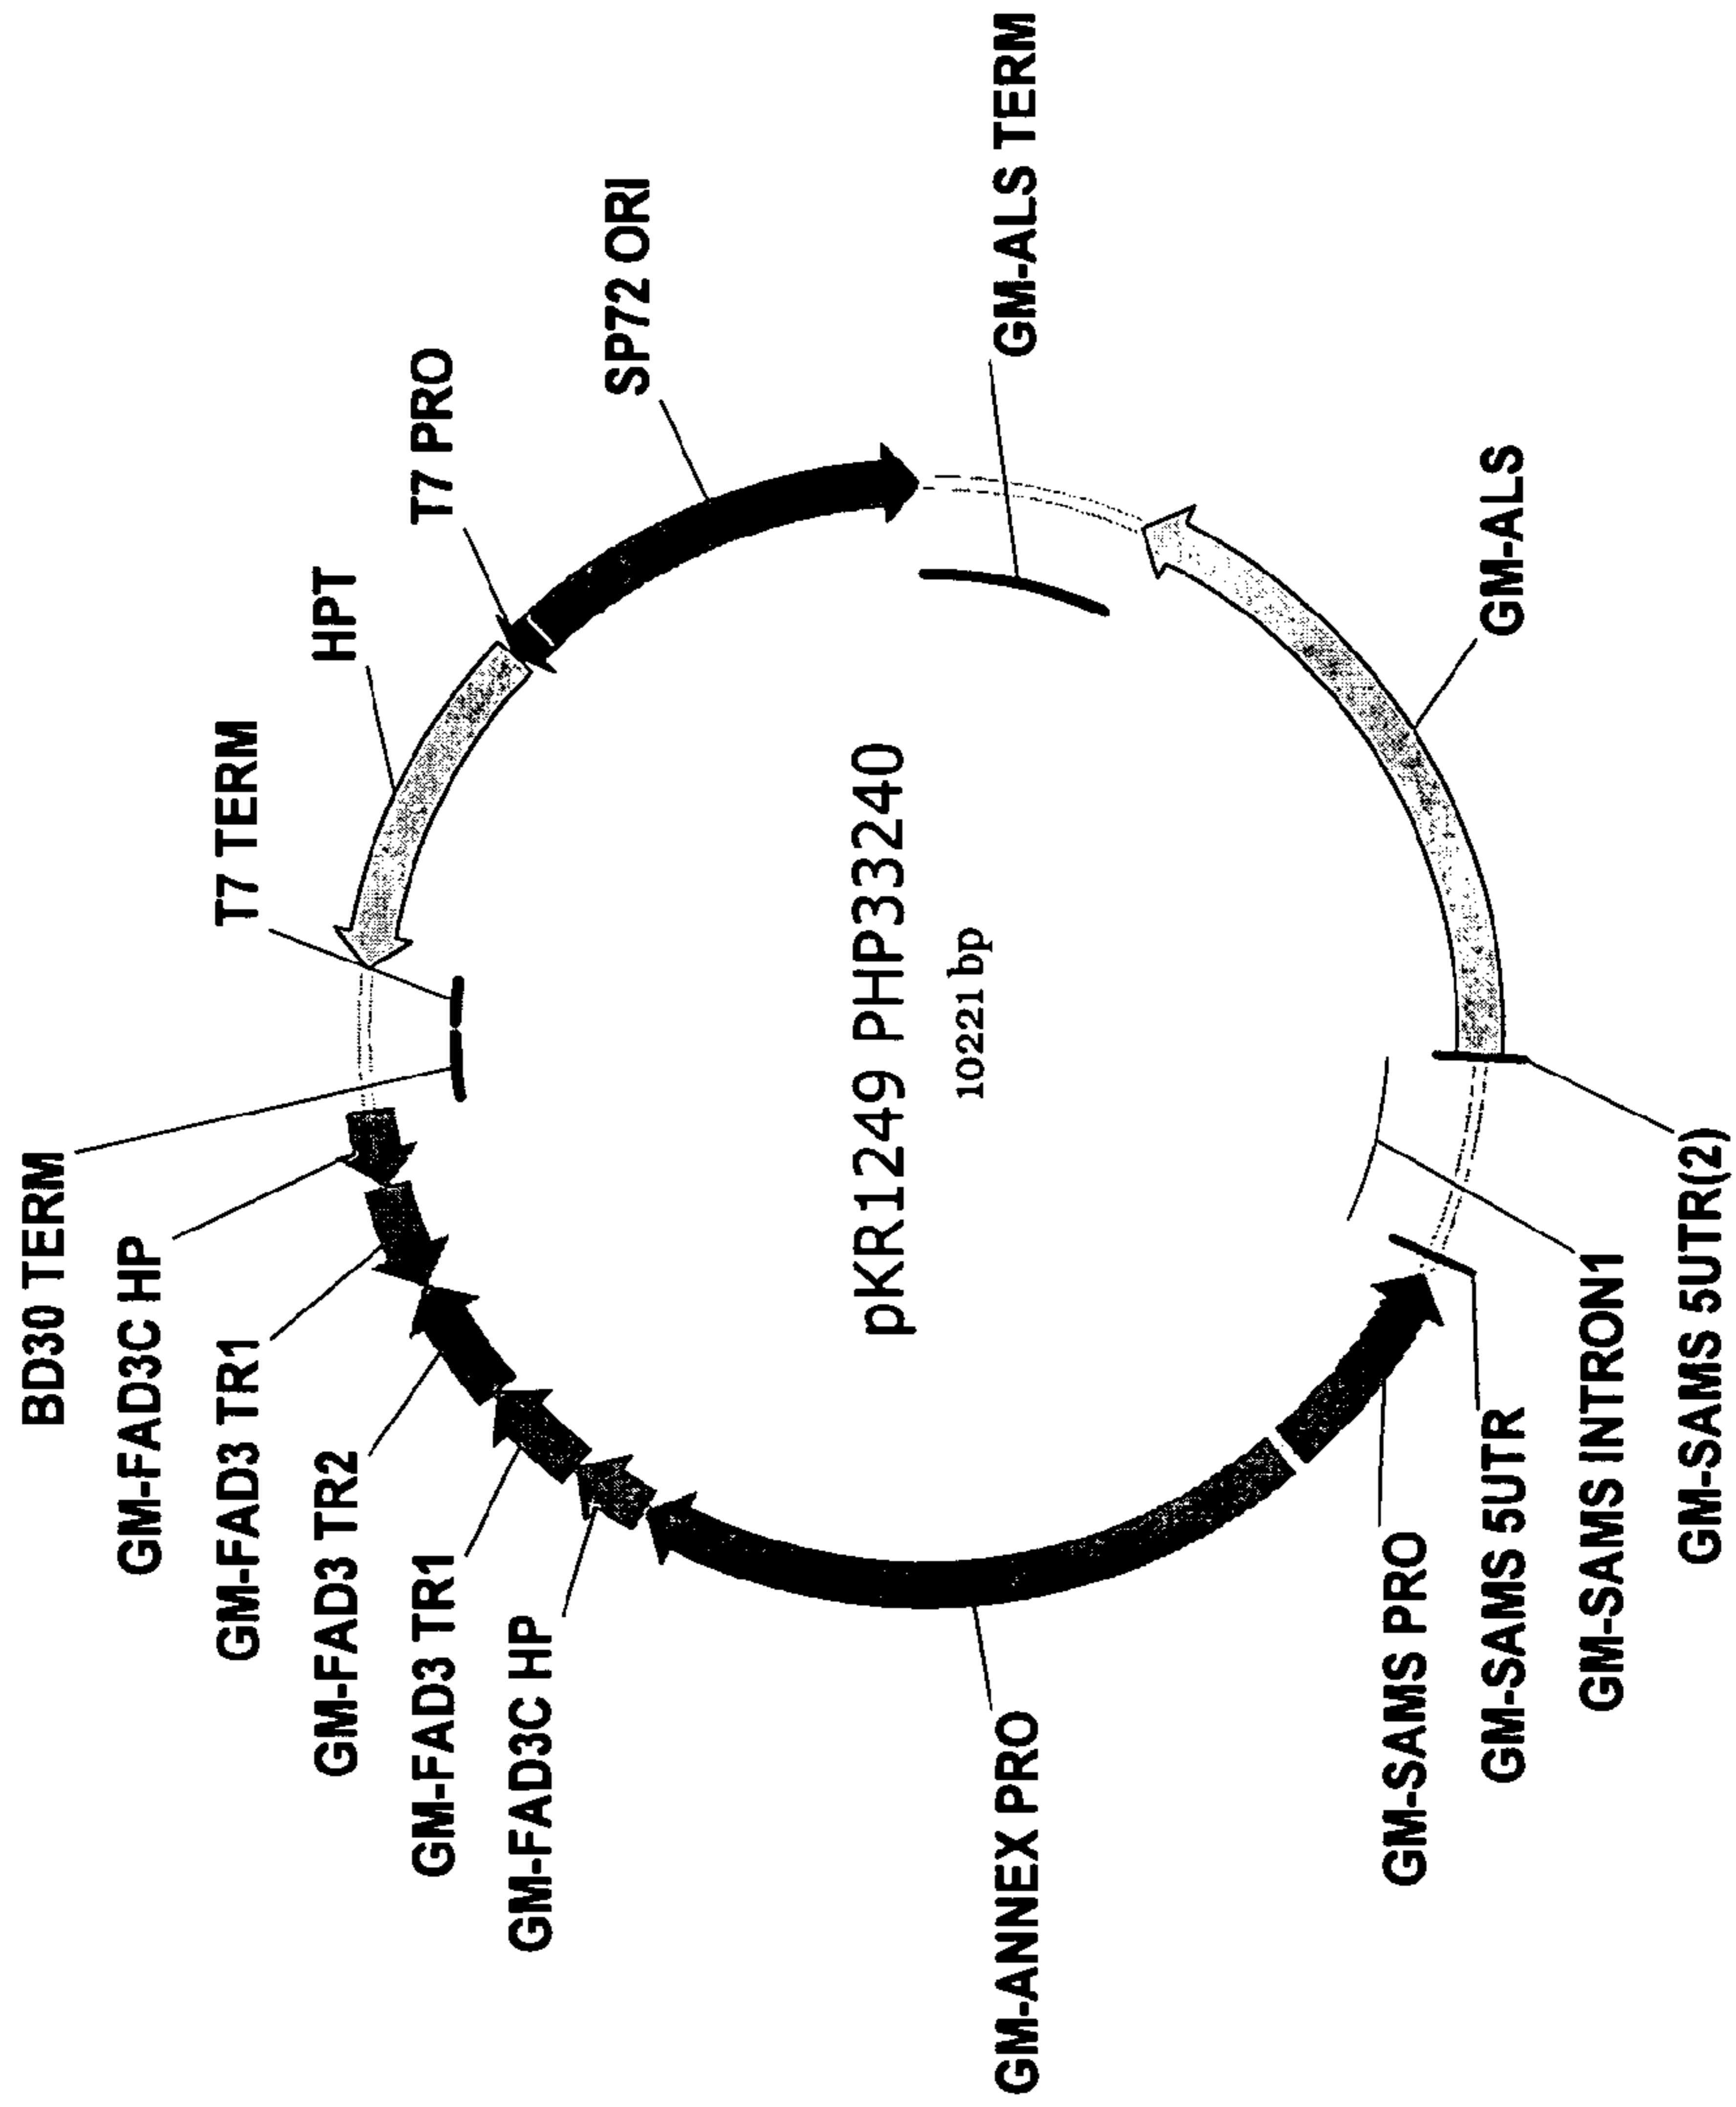 BD30 TERM
GM-FAD3C HP
GM-FAD3 TR1
GM-FAD3 TR2
GM-FAD3 TR1
GM-FAD3C HP
GM-ANNEX PRO
GM-SAMS PRO
GM-SAMS 5UTR
GM-SAMS INTRON1
GM-SAMS 5UTR(2)
T7 TERM
HPT
T7 PRO
SP72 ORI
GM-ALS TERM
GM-ALS
pKR1249 PHP33240
10221 bp